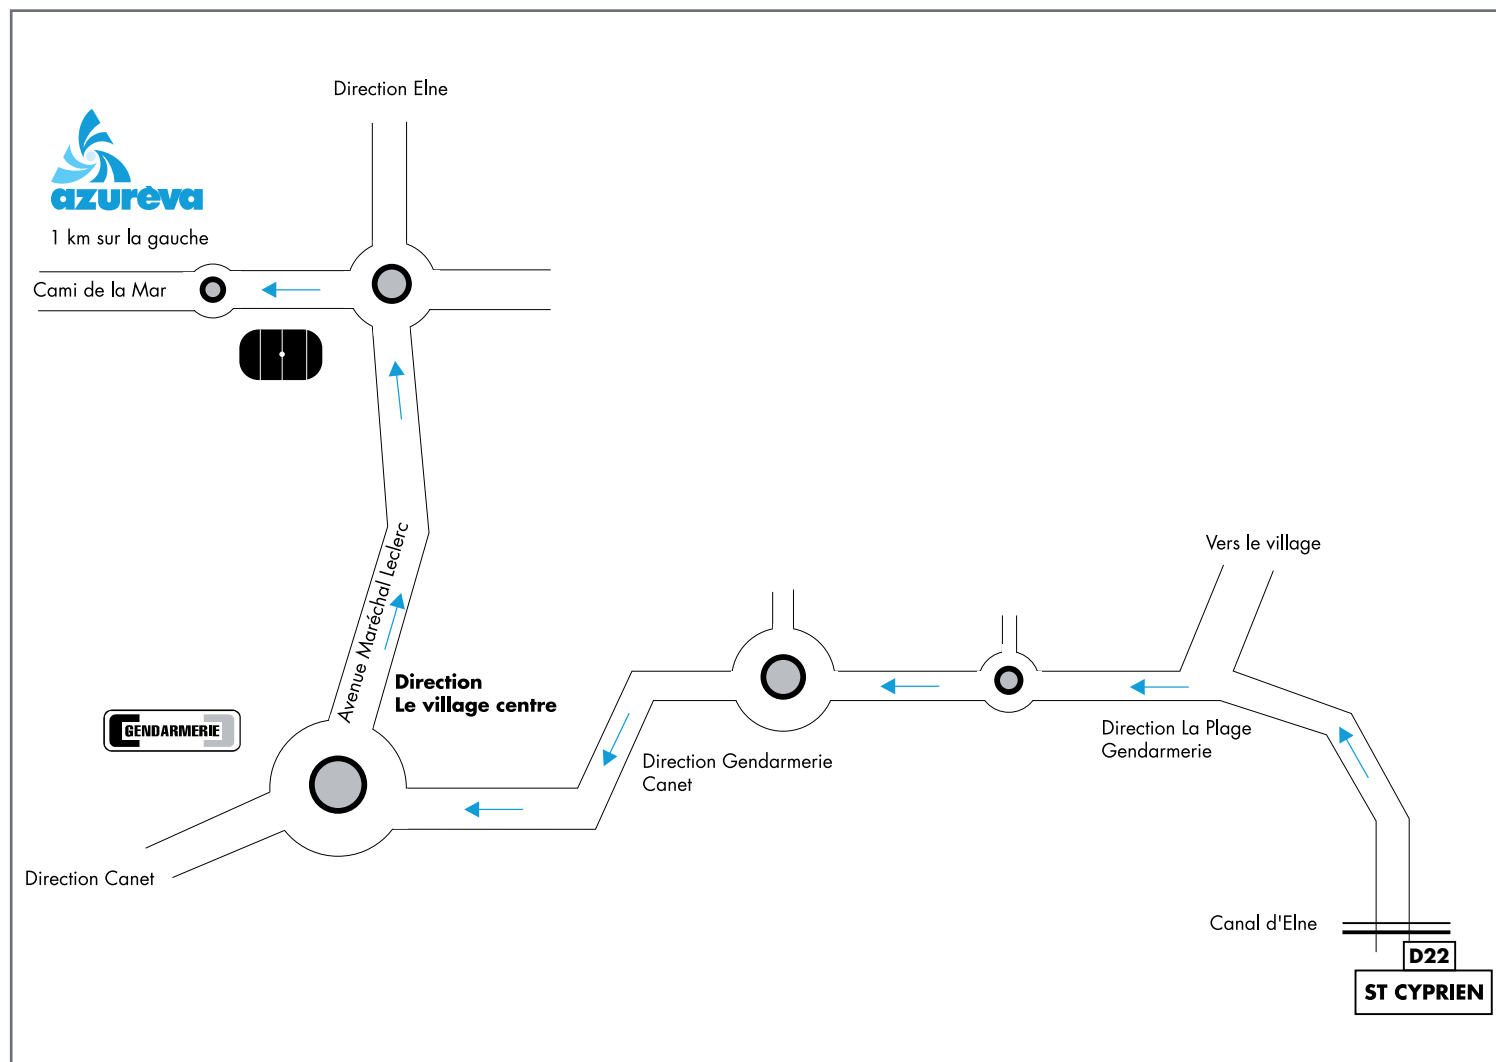 Direction Elne
azurèva
1 km sur la gauche
Cami de la Mar
Avenue Maréchal Leclerc
Vers le village
Direction
Le village centre
GENDARMERIE
Direction La Plage
Gendarmerie
Direction Gendarmerie
Canet
Direction Canet
Canal d'Elne
D22
ST CYPRIEN